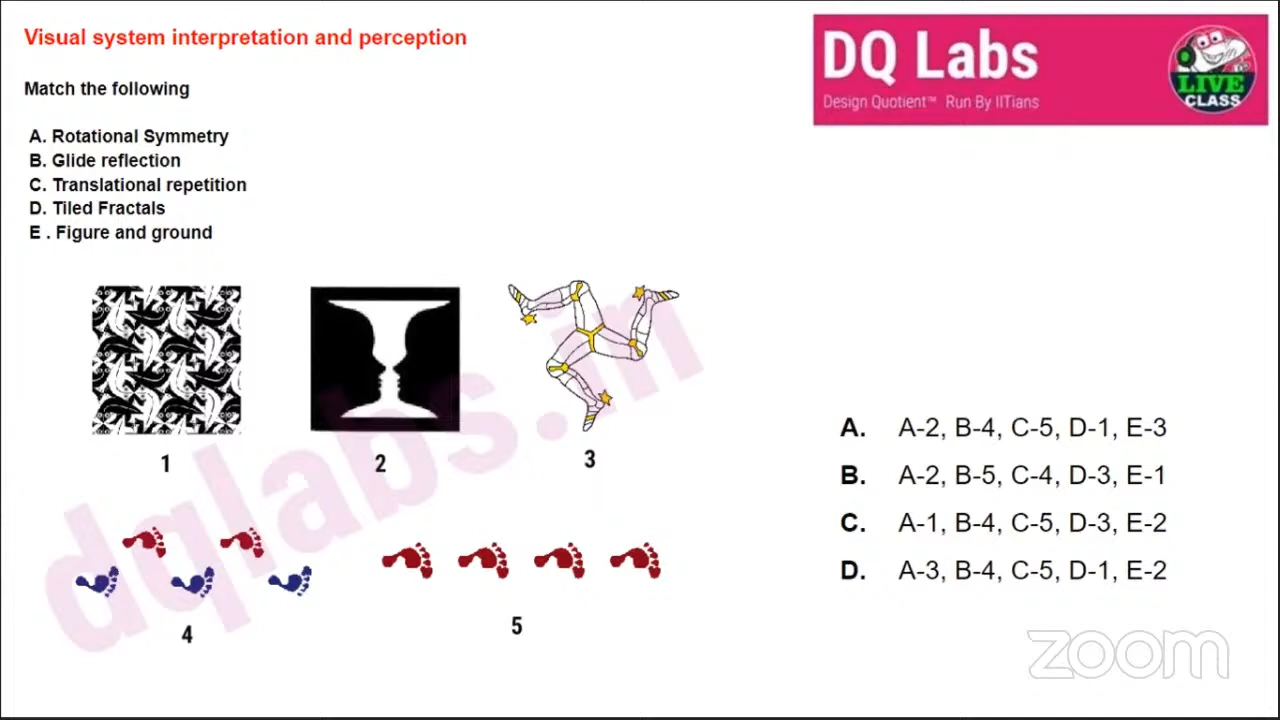 Visual system interpretation and perception
DQ Labs
Design Quotient™ Run By IITians
LIVE
CLASS
Match the following
A. Rotational Symmetry
B. Glide reflection
C. Translational repetition
D. Tiled Fractals
E . Figure and ground
1
2
3
4
5
A. A-2, B-4, C-5, D-1, E-3
B. A-2, B-5, C-4, D-3, E-1
C. A-1, B-4, C-5, D-3, E-2
D. A-3, B-4, C-5, D-1, E-2
dqlabs.in
zoom